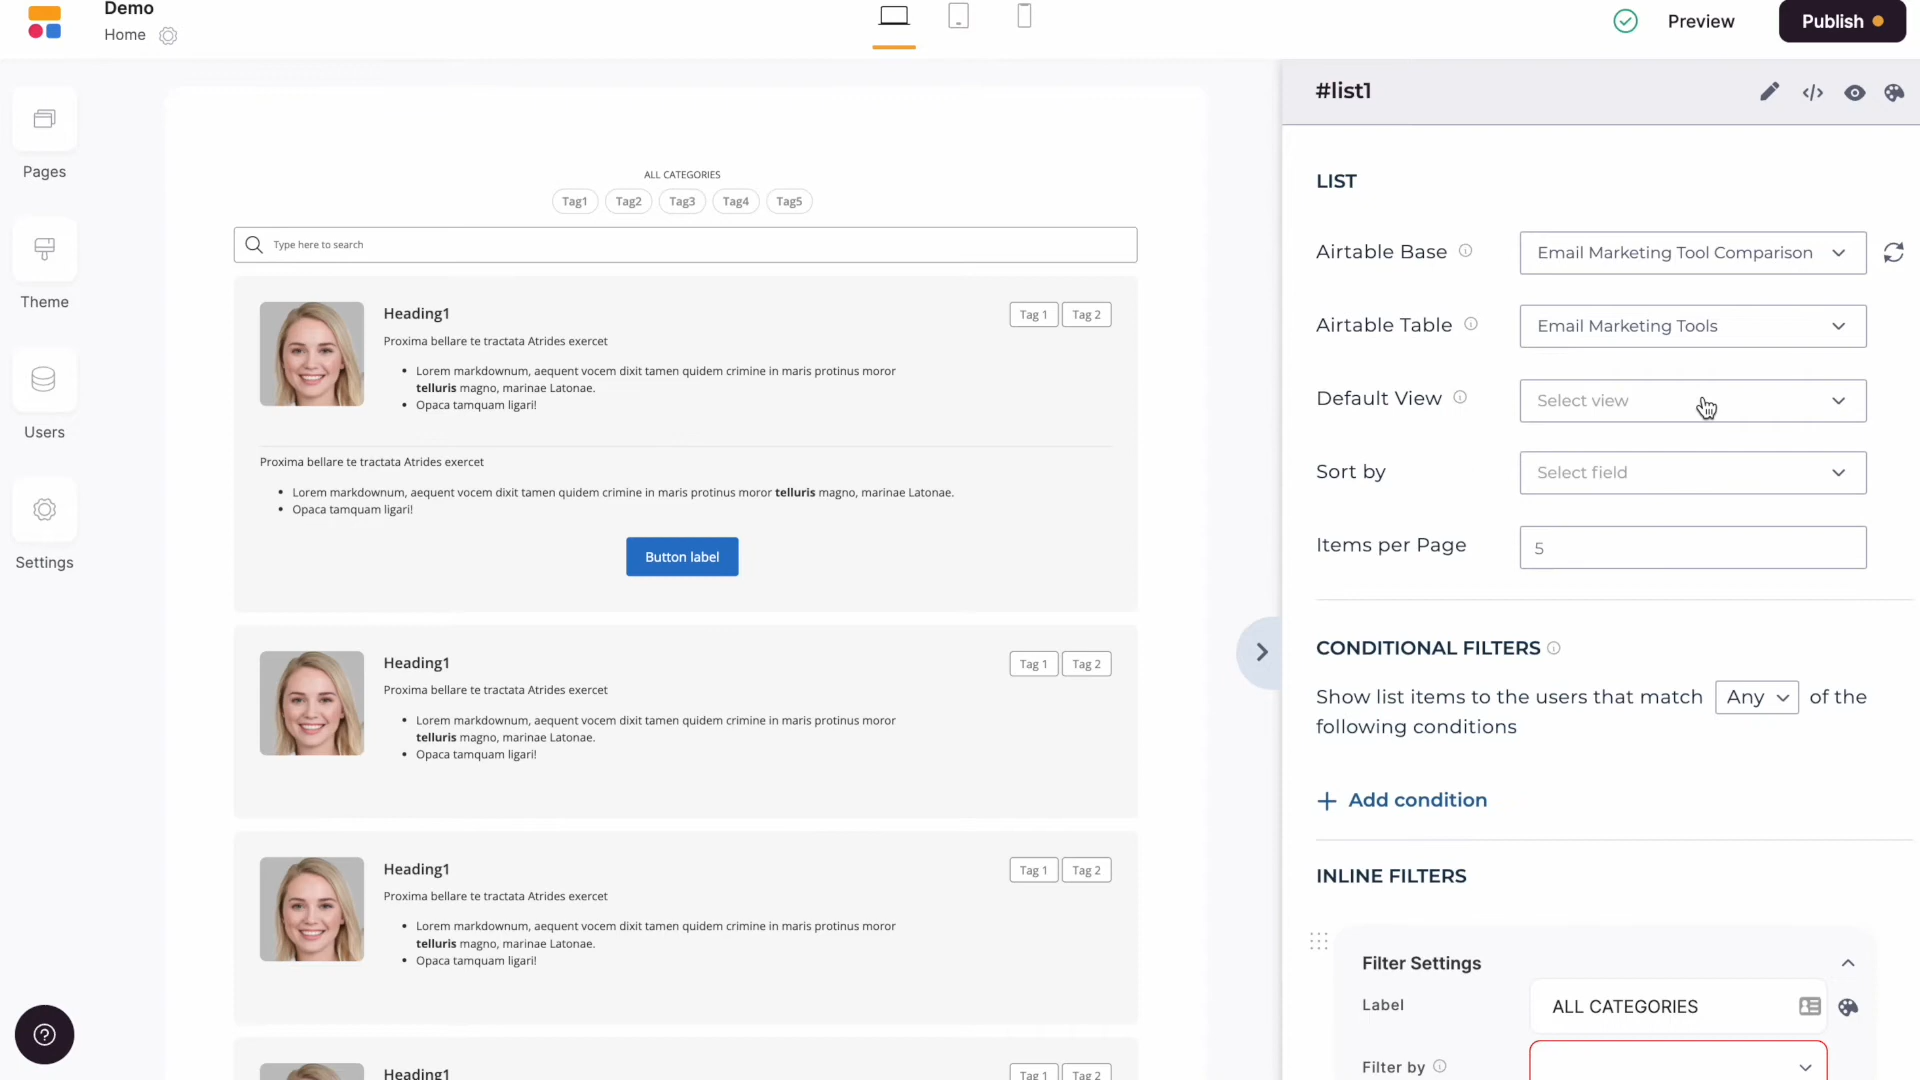 Demo
Home
Preview
Publish
Pages
Theme
Users
Settings
ALL CATEGORIES
Tag1
Tag2
Tag3
Tag4
Tag5
Type here to search
Heading1
Tag 1
Tag 2
Proxima bellare te tractata Atrides exercet
Lorem markdownum, aequent vocem dixit tamen quidem crimine in maris protinus moror
telluris magno, marinae Latonae.
Opaca tamquam ligari!
Proxima bellare te tractata Atrides exercet
Lorem markdownum, aequent vocem dixit tamen quidem crimine in maris protinus moror telluris magno, marinae Latonae.
Opaca tamquam ligari!
Button label
Heading1
Tag 1
Tag 2
Proxima bellare te tractata Atrides exercet
Lorem markdownum, aequent vocem dixit tamen quidem crimine in maris protinus moror
telluris magno, marinae Latonae.
Opaca tamquam ligari!
Heading1
Tag 1
Tag 2
Proxima bellare te tractata Atrides exercet
Lorem markdownum, aequent vocem dixit tamen quidem crimine in maris protinus moror
telluris magno, marinae Latonae.
Opaca tamquam ligari!
Heading1
Tag 1
Tag 2
#list1
LIST
Airtable Base
Email Marketing Tool Comparison
Airtable Table
Email Marketing Tools
Default View
Select view
Sort by
Select field
Items per Page
5
CONDITIONAL FILTERS
Show list items to the users that match Any of the
following conditions
+ Add condition
INLINE FILTERS
Filter Settings
Label
ALL CATEGORIES
Filter by